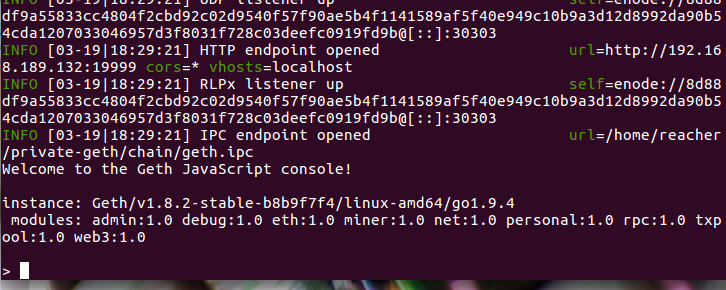 INFO [03-19|18:29:21] UDP listener up self=enode://8d88
df9a55833cc4804f2cbd92c02d9540f57f90ae5b4f1141589af5f40e949c10b9a3d12d8992da90b5
4cda1207033046957d3f8031f728c03deefc0919fd9b@[::]:30303
INFO [03-19|18:29:21] HTTP endpoint opened url=http://192.16
8.189.132:19999 cors=* vhosts=localhost
INFO [03-19|18:29:21] RLPx listener up self=enode://8d88
df9a55833cc4804f2cbd92c02d9540f57f90ae5b4f1141589af5f40e949c10b9a3d12d8992da90b5
4cda1207033046957d3f8031f728c03deefc0919fd9b@[::]:30303
INFO [03-19|18:29:21] IPC endpoint opened url=/home/reacher
/private-geth/chain/geth.ipc
Welcome to the Geth JavaScript console!
instance: Geth/v1.8.2-stable-b8b9f7f4/linux-amd64/go1.9.4
modules: admin:1.0 debug:1.0 eth:1.0 miner:1.0 net:1.0 personal:1.0 rpc:1.0 txp
ool:1.0 web3:1.0
>